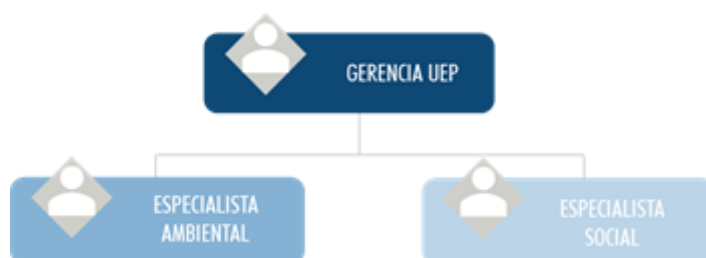 GERENCIA UEP
ESPECIALISTA
AMBIENTAL
ESPECIALISTA
SOCIAL